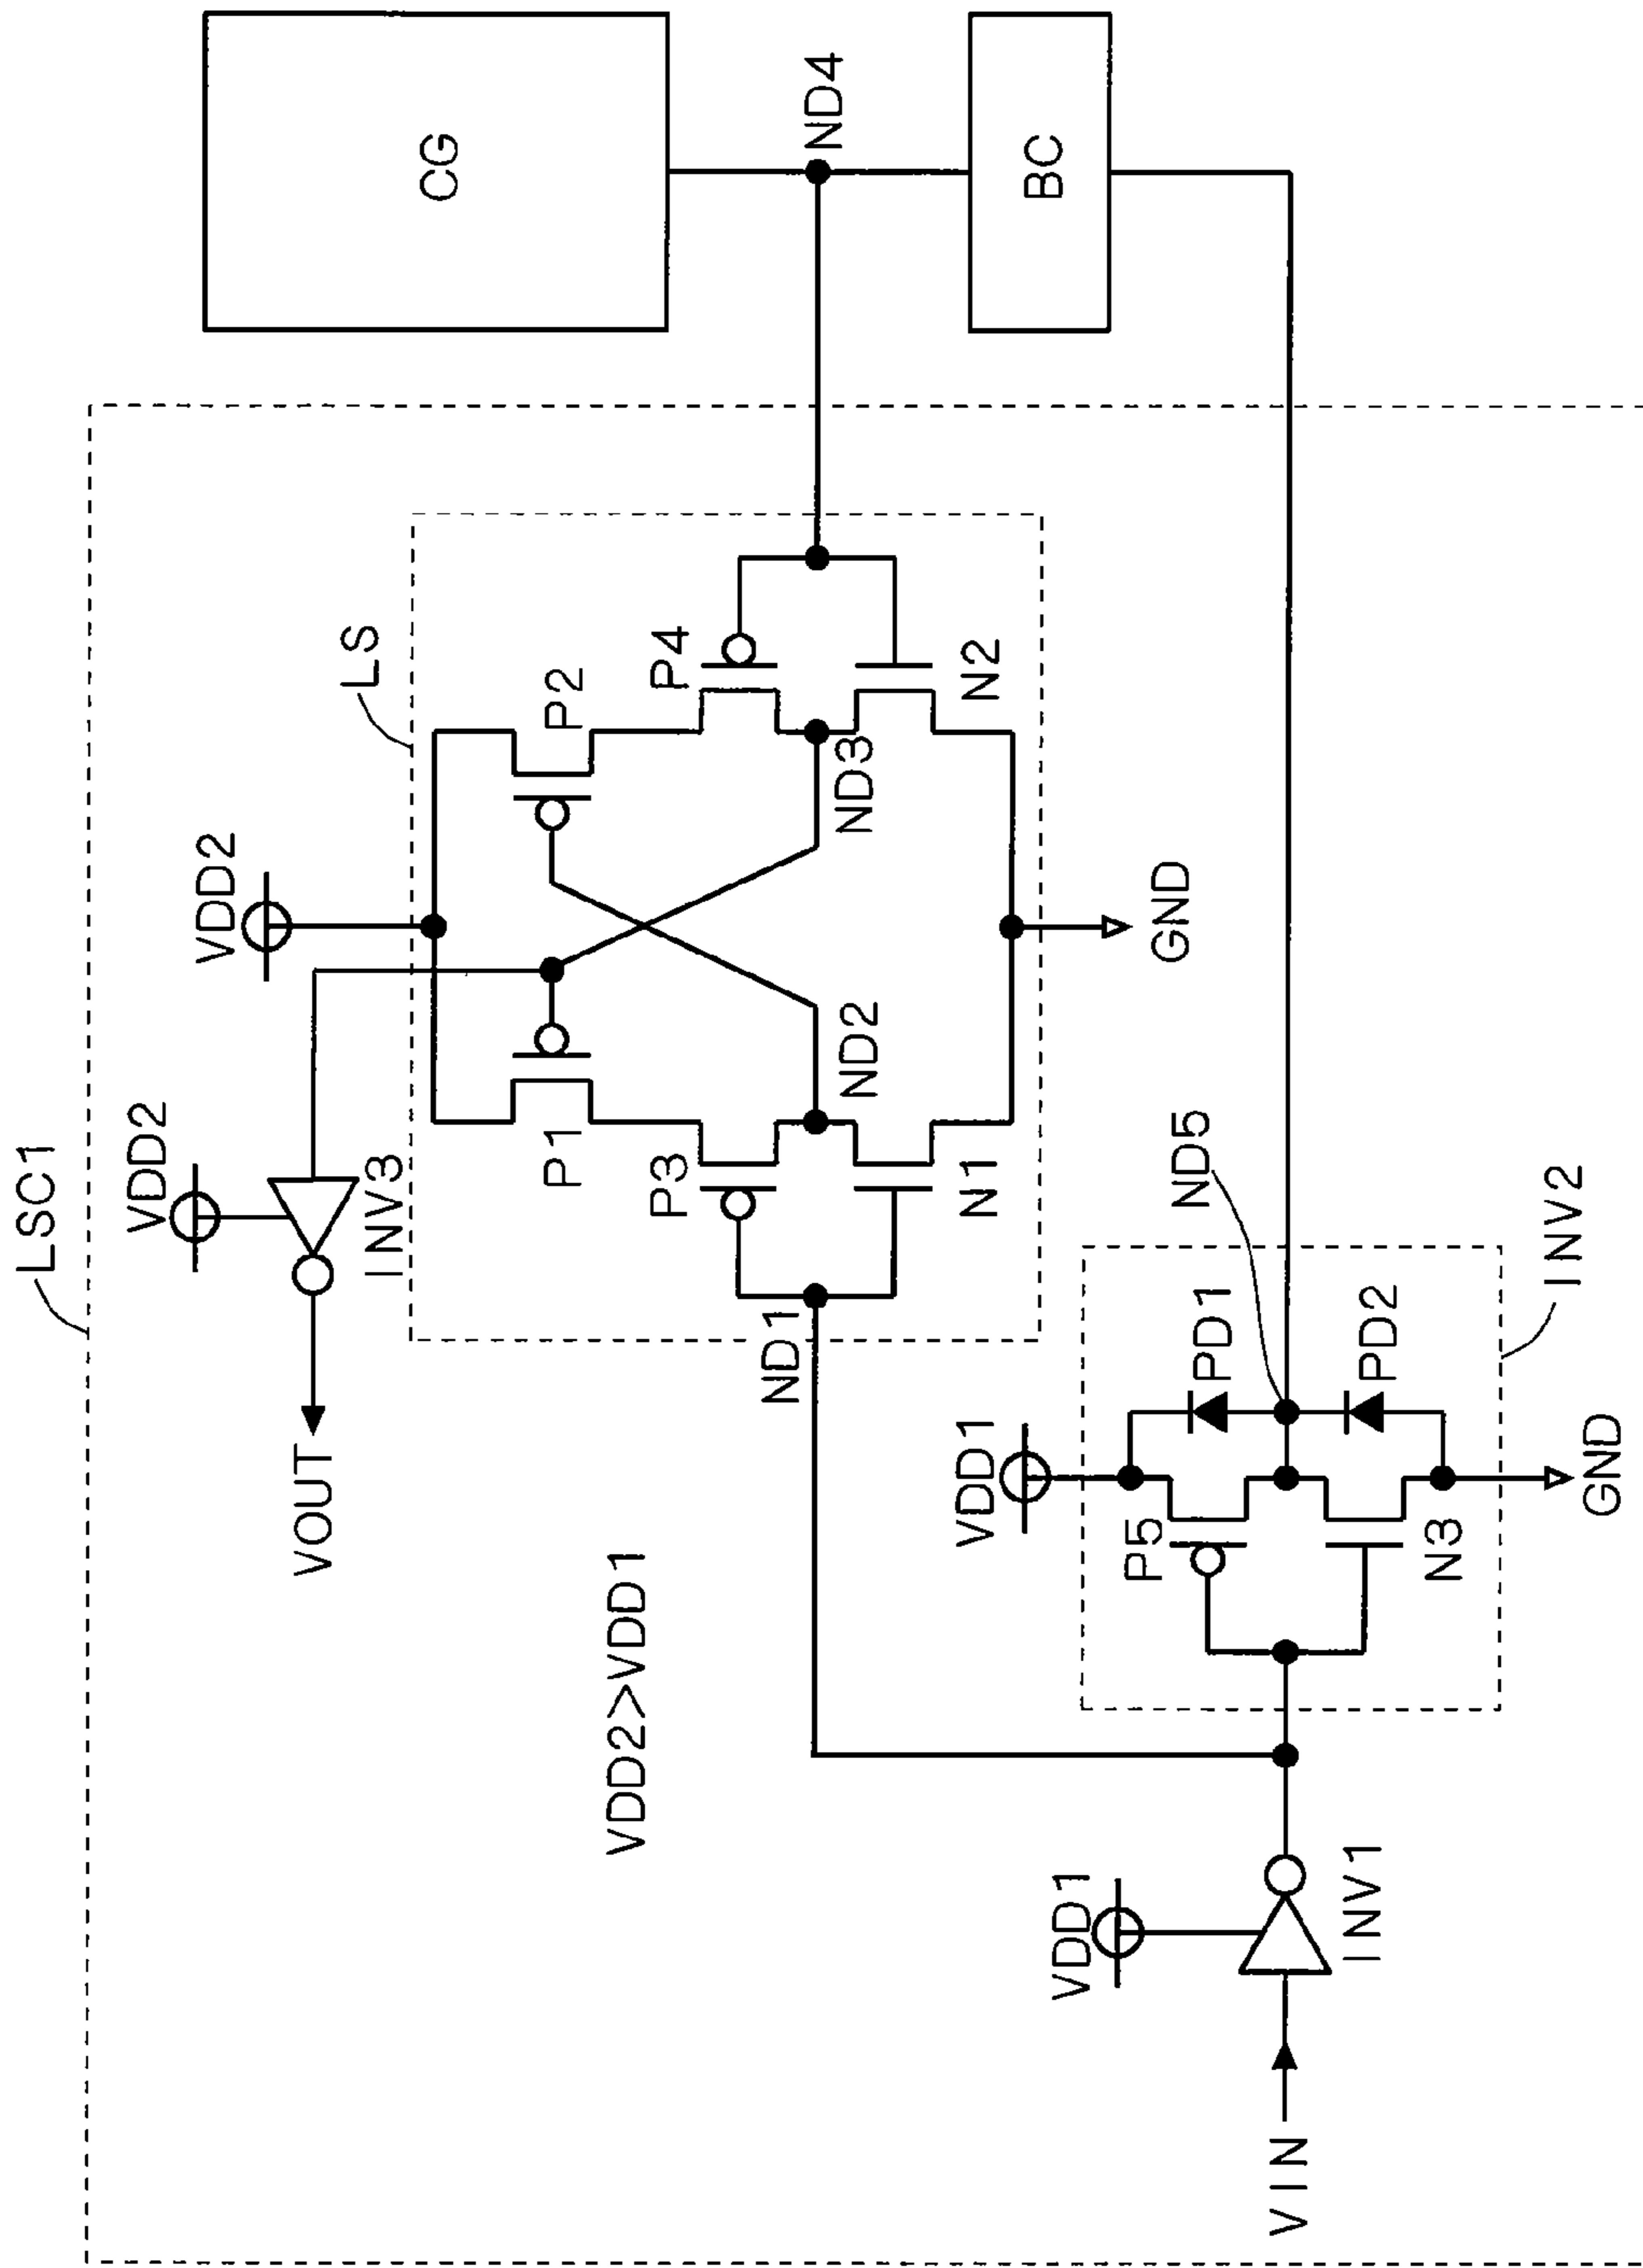 LSC1
VDD2
VDD2
LS
INV3
VOUT
P1
P2
P3
P4
CG
ND2
ND3
ND4
ND1
N1
N2
VDD2>VDD1
GND
BC
VDD1
VDD1
ND5
P5
PD1
N3
PD2
INV2
INV1
VIN
GND